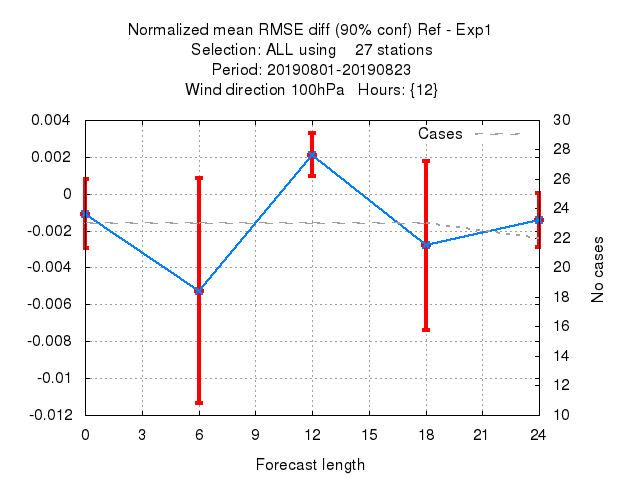 Normalized mean RMSE diff (90% conf) Ref - Exp1
Selection: ALL using    27 stations
Period: 20190801-20190823
Wind direction 100hPa   Hours: {12}
0.004
0.002
0
-0.002
-0.004
-0.006
-0.008
-0.01
-0.012
Cases
30
28
26
24
22
20
18
16
14
12
10
No cases
0 3 6 9 12 15 18 21 24
Forecast length